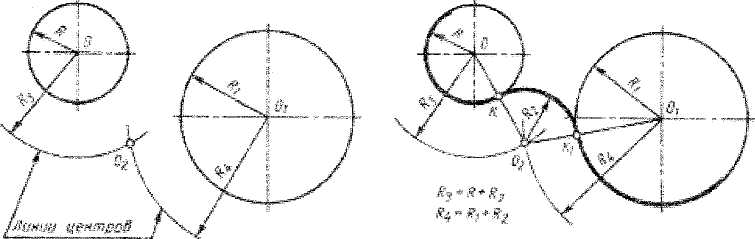 R
O
R₃
R₁
O₁
1
O₂
R₄
Линии центров
R
O
R₃
K
R₂
O₂
K₁
R₁
O₁
R₄
R₃ = R + R₂
R₄ = R₁ + R₂